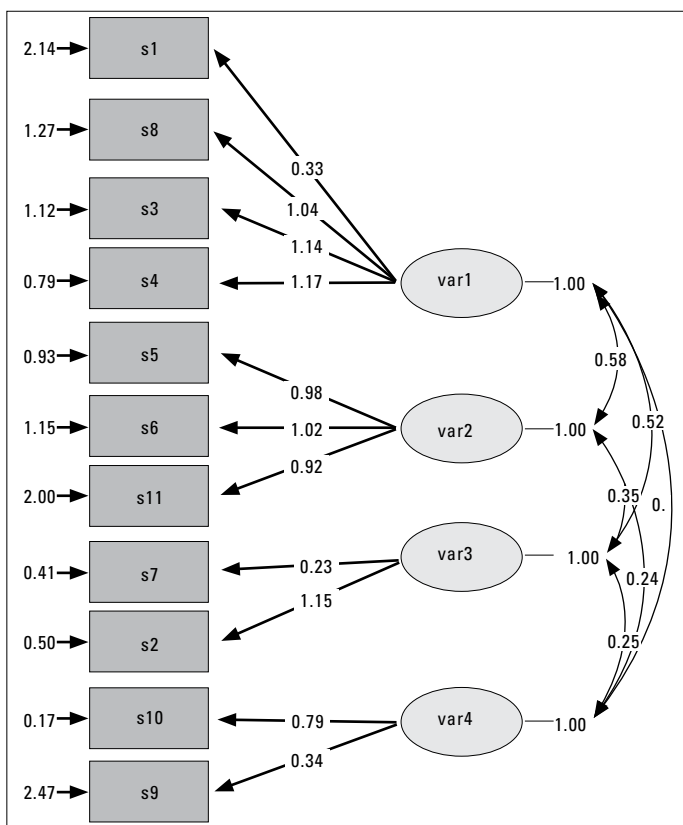 2.14 s1
1.27 s8
0.33
1.04
1.12 s3
1.14
0.79 s4 1.17 var1 1.00
0.93 s5 0.58
0.98
1.15 s6 1.02 var2 1.00 0.52
0.92
2.00 s11 0.35 0.
0.41 s7 0.23 var3 1.00
0.24
1.15
0.50 s2 0.25
0.17 s10 0.79 var4 1.00
0.34
2.47 s9